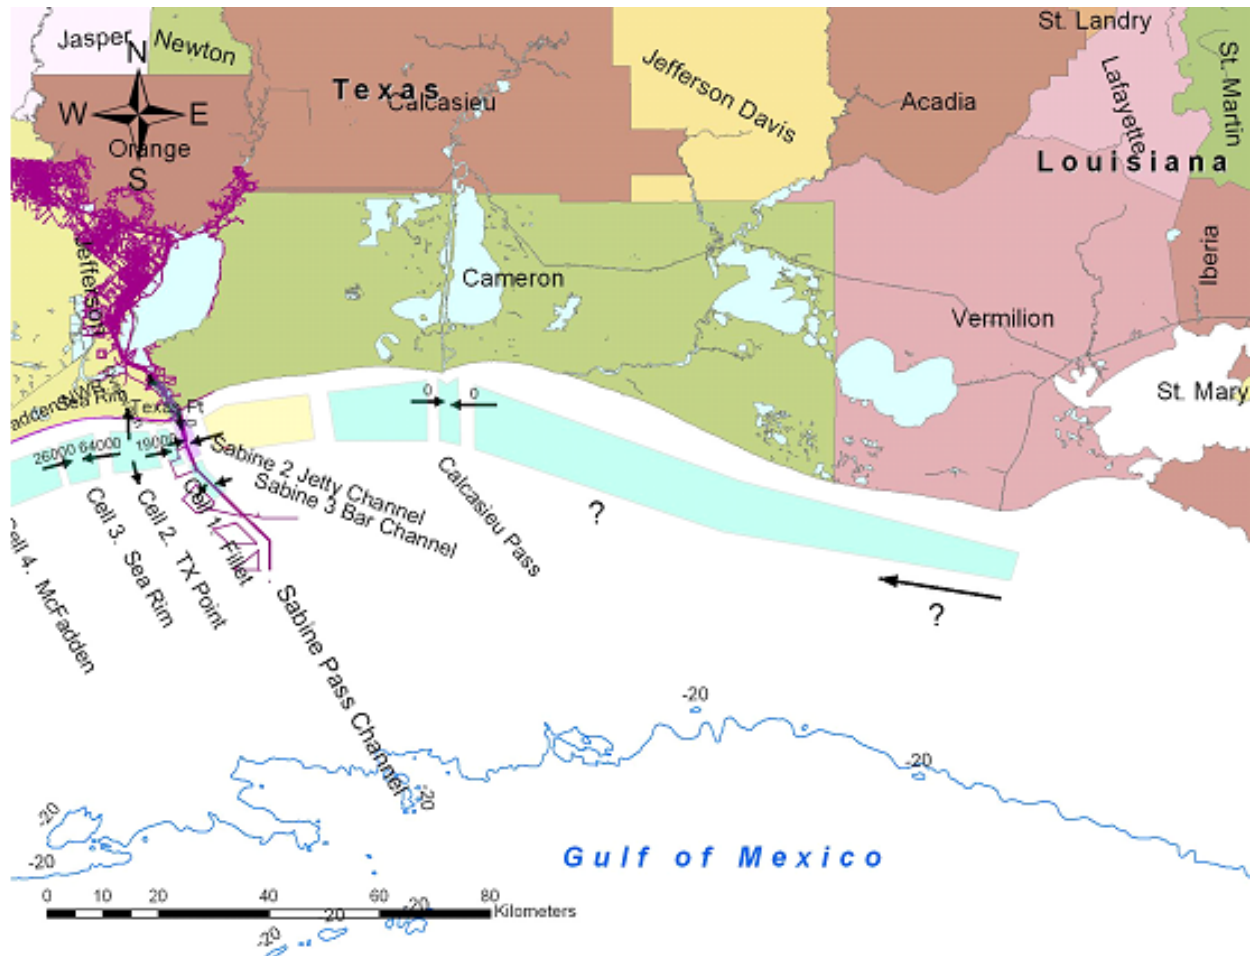 St. Landry
Jasper
Newton
N
Jefferson Davis
Lafayette
St. Martin
Texas
Calcasieu
Acadia
W
E
Orange
S
Louisiana
Jefferson
Cameron
Iberia
Vermilion
St. Mary
Sea Rim
Texas Pt
0
0
26000
64000
19000
Sabine 2 Jetty Channel
Sabine 3 Bar Channel
Calcasieu Pass
?
Cell 1. Fillet
Cell 2. TX Point
Cell 3. Sea Rim
Cell 4. McFadden
?
Sabine Pass Channel
-20
-20
-20
-20
-20
Gulf of Mexico
0
10
20
40
60
80
Kilometers
-20
-20
-20